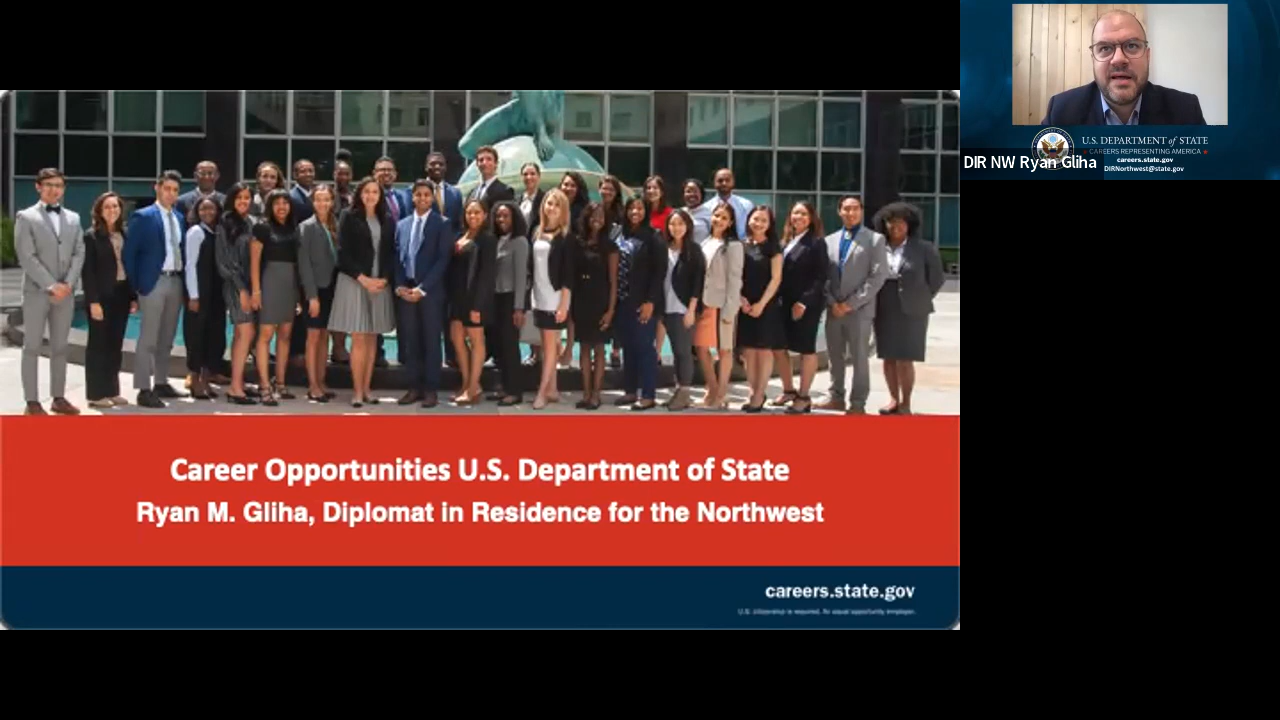 Career Opportunities U.S. Department of State
Ryan M. Gliha, Diplomat in Residence for the Northwest
careers.state.gov
U.S. citizenship is required. An equal opportunity employer.
U.S. DEPARTMENT of STATE
CAREERS REPRESENTING AMERICA
careers.state.gov
DIR NW Ryan Gliha
DIRNorthwest@state.gov